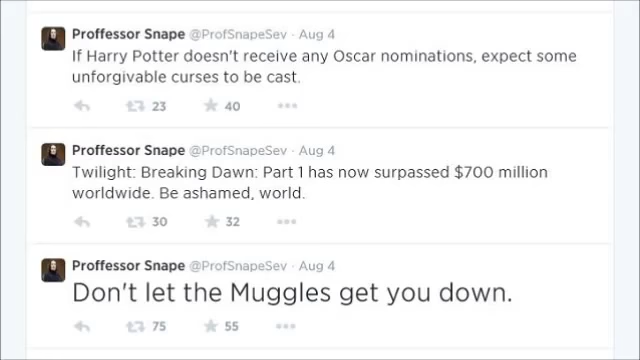 Proffessor Snape @ProfSnapeSev · Aug 4
If Harry Potter doesn't receive any Oscar nominations, expect some
unforgivable curses to be cast.
23 40
Proffessor Snape @ProfSnapeSev · Aug 4
Twilight: Breaking Dawn: Part 1 has now surpassed $700 million
worldwide. Be ashamed, world.
30 32
Proffessor Snape @ProfSnapeSev · Aug 4
Don't let the Muggles get you down.
75 55